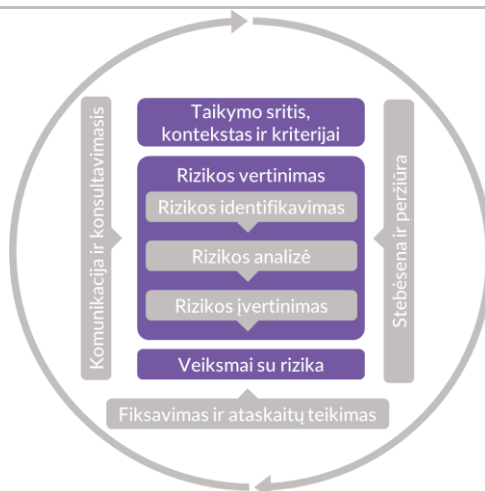 Taikymo sritis,
kontekstas ir kriterijai
Komunikacija ir konsultavimasis
Rizikos vertinimas
Rizikos identifikavimas
Rizikos analizė
Rizikos įvertinimas
Stebėsena ir peržiūra
Veiksmai su rizika
Fiksavimas ir ataskaitų teikimas